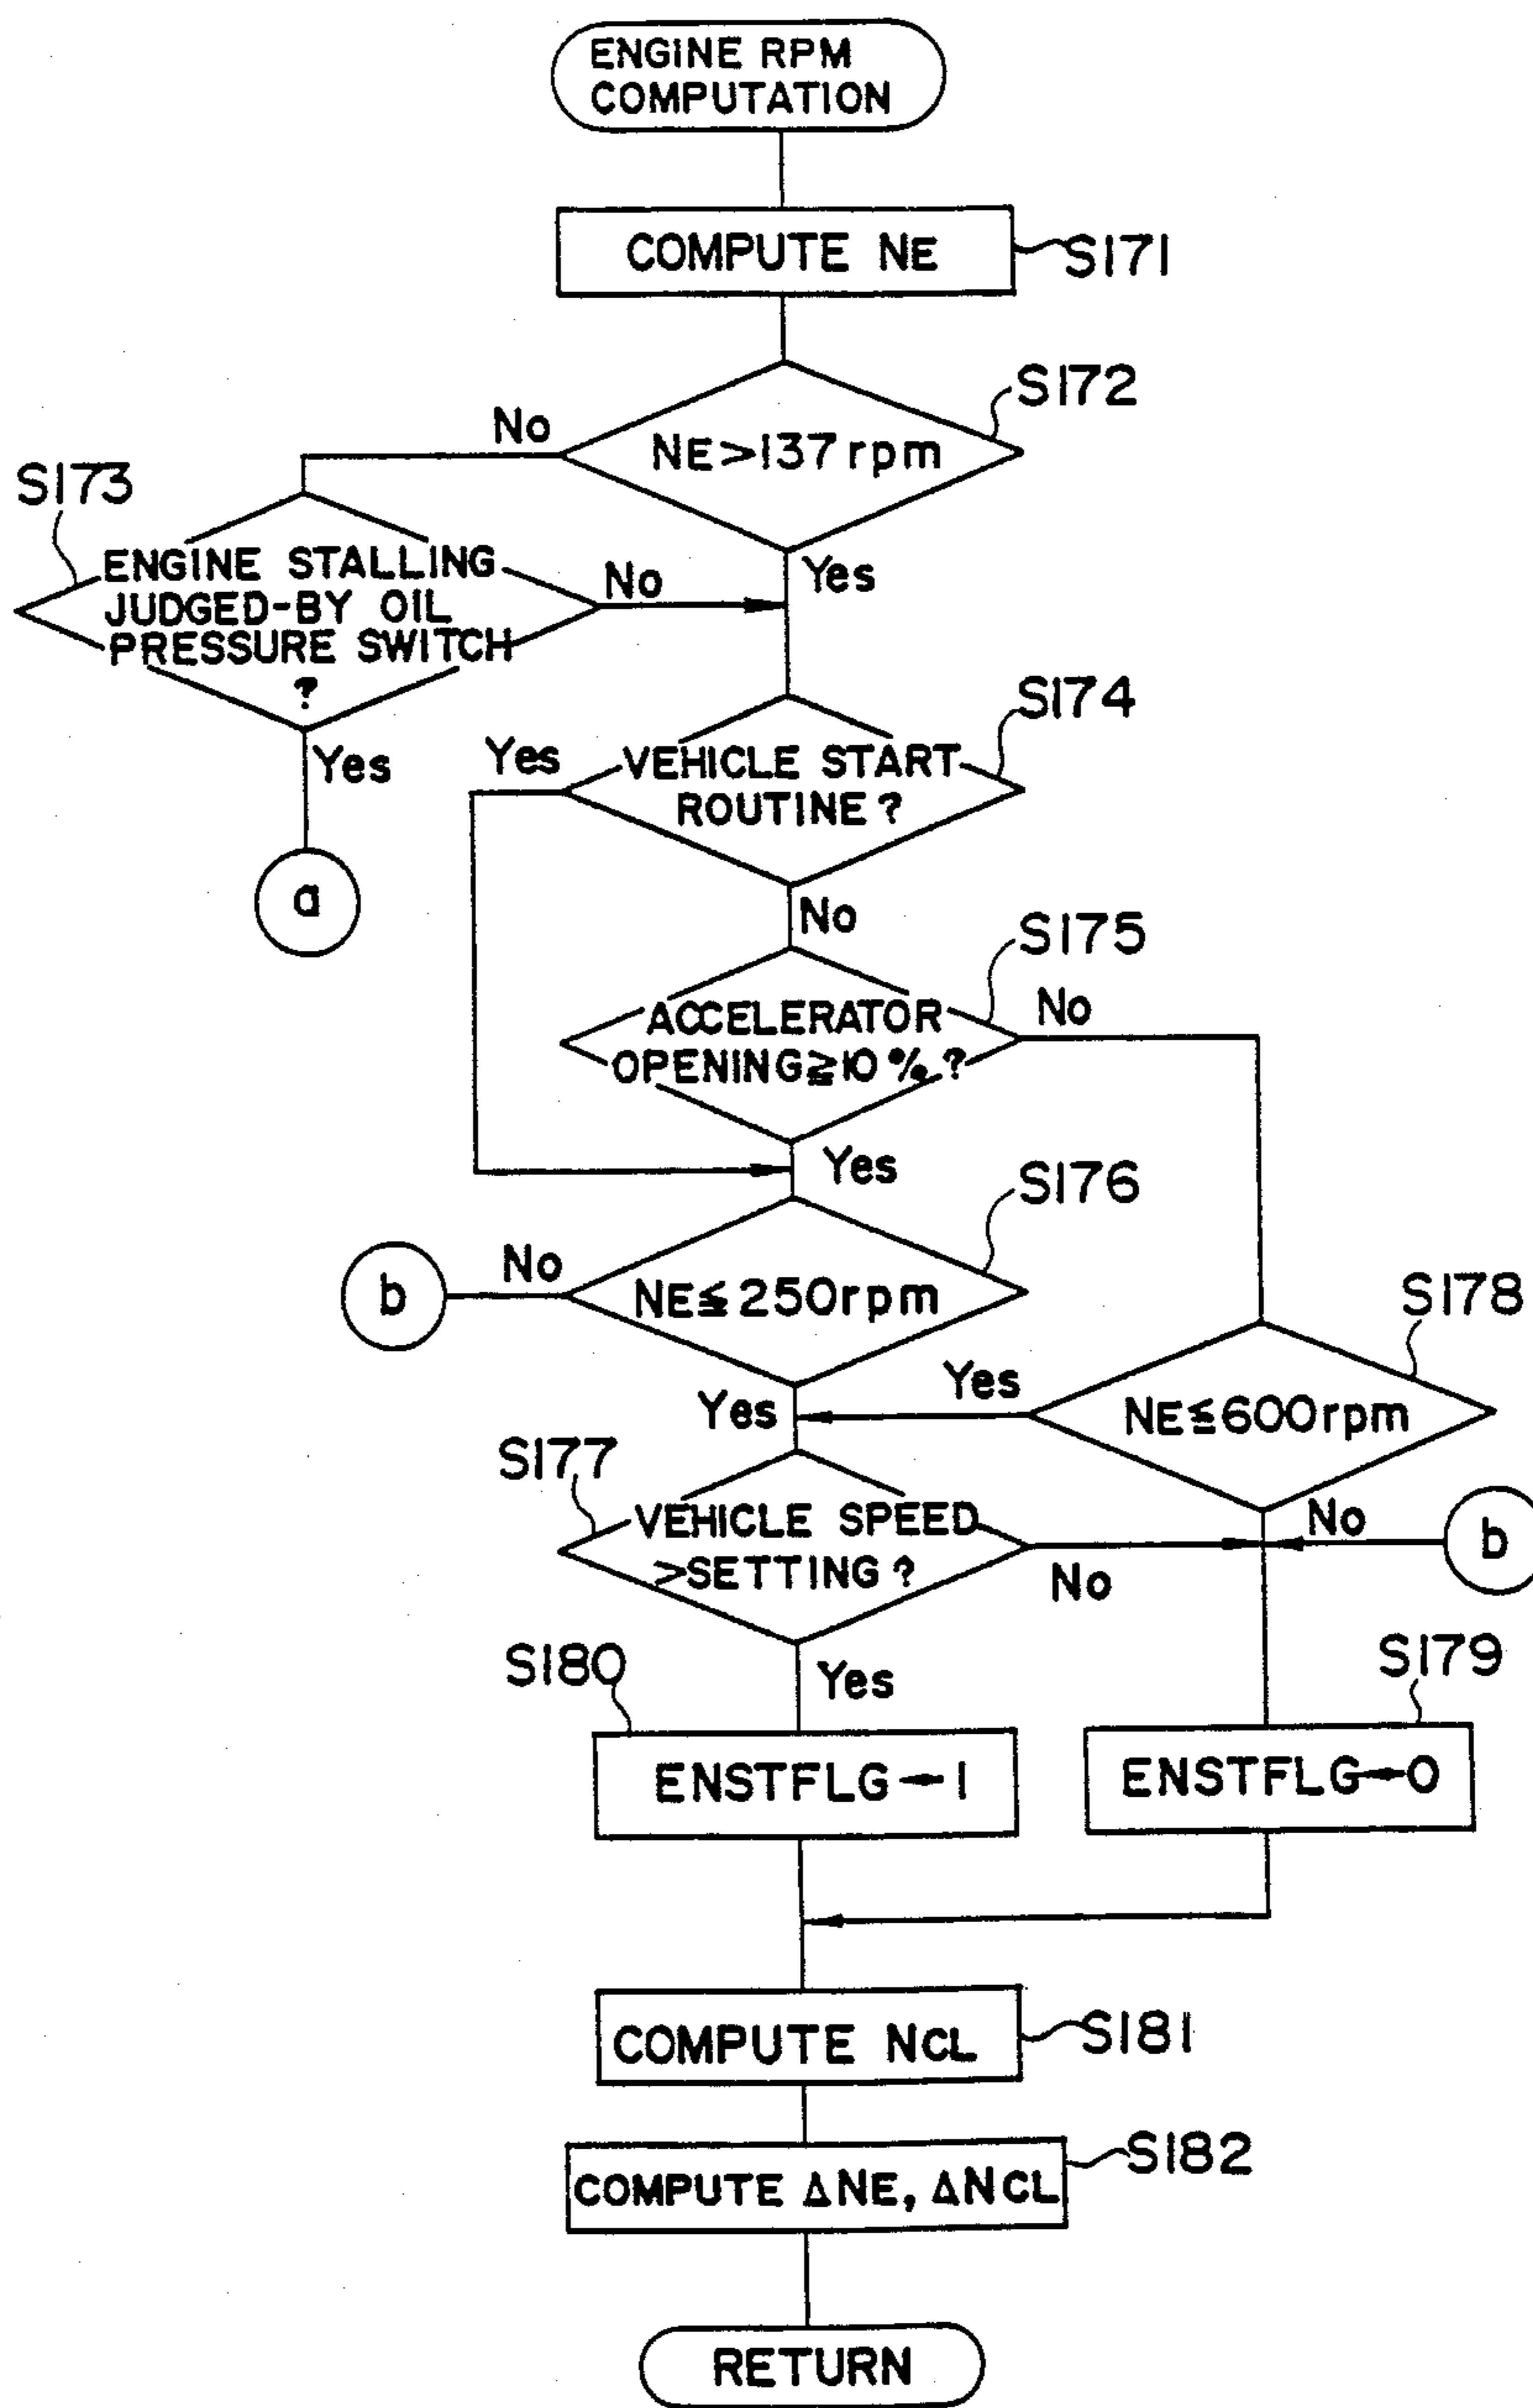 ENGINE RPM
COMPUTATION
COMPUTE NE
S171
S172
No
NE>137rpm
S173
Yes
ENGINE STALLING
JUDGED-BY OIL
PRESSURE SWITCH
?
No
Yes
a
S174
Yes
VEHICLE START
ROUTINE?
No
S175
ACCELERATOR
OPENING≧10%?
No
Yes
S176
b
No
NE≦250rpm
S178
Yes
Yes
NE≦600rpm
S177
VEHICLE SPEED
>SETTING?
No
No
b
S180
Yes
S179
ENSTFLG←1
ENSTFLG←0
COMPUTE NCL
S181
S182
COMPUTE ΔNE, ΔNCL
RETURN